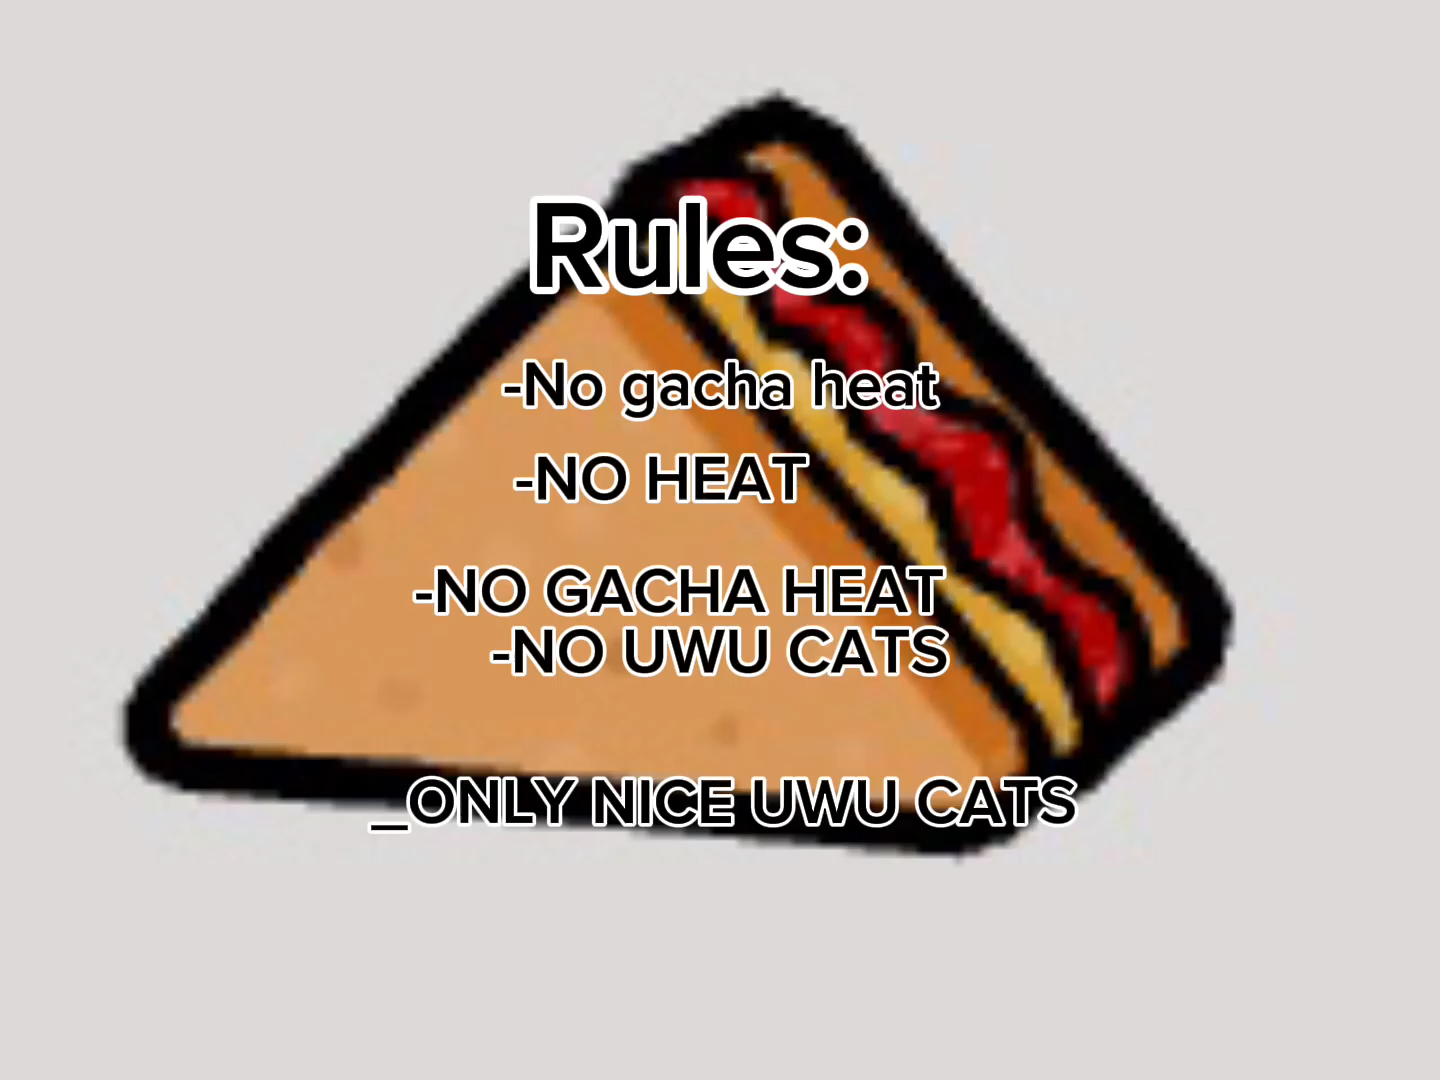 Rules:
-No gacha heat
-NO HEAT
-NO GACHA HEAT
-NO UWU CATS
_ONLY NICE UWU CATS